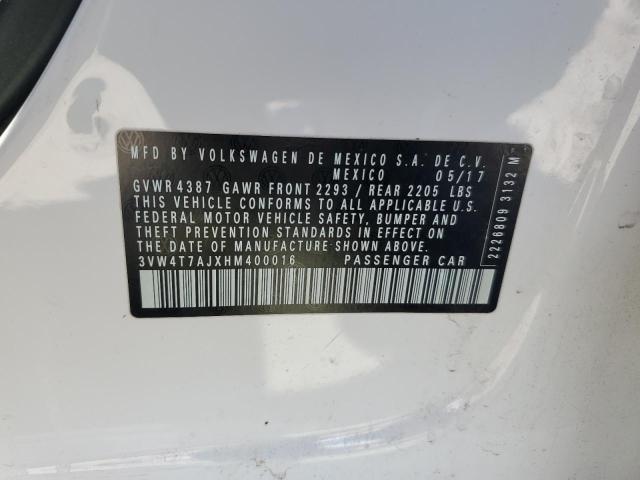 MFD BY VOLKSWAGEN DE MEXICO S.A. DE C.V.
MEXICO 05/17
GVWR 4387 GAWR FRONT 2293 / REAR 2205 LBS
THIS VEHICLE CONFORMS TO ALL APPLICABLE U.S.
FEDERAL MOTOR VEHICLE SAFETY, BUMPER AND
THEFT PREVENTION STANDARDS IN EFFECT ON
THE DATE OF MANUFACTURE SHOWN ABOVE.
3VW4T7AJXHM400016 PASSENGER CAR
2226809 3132 M